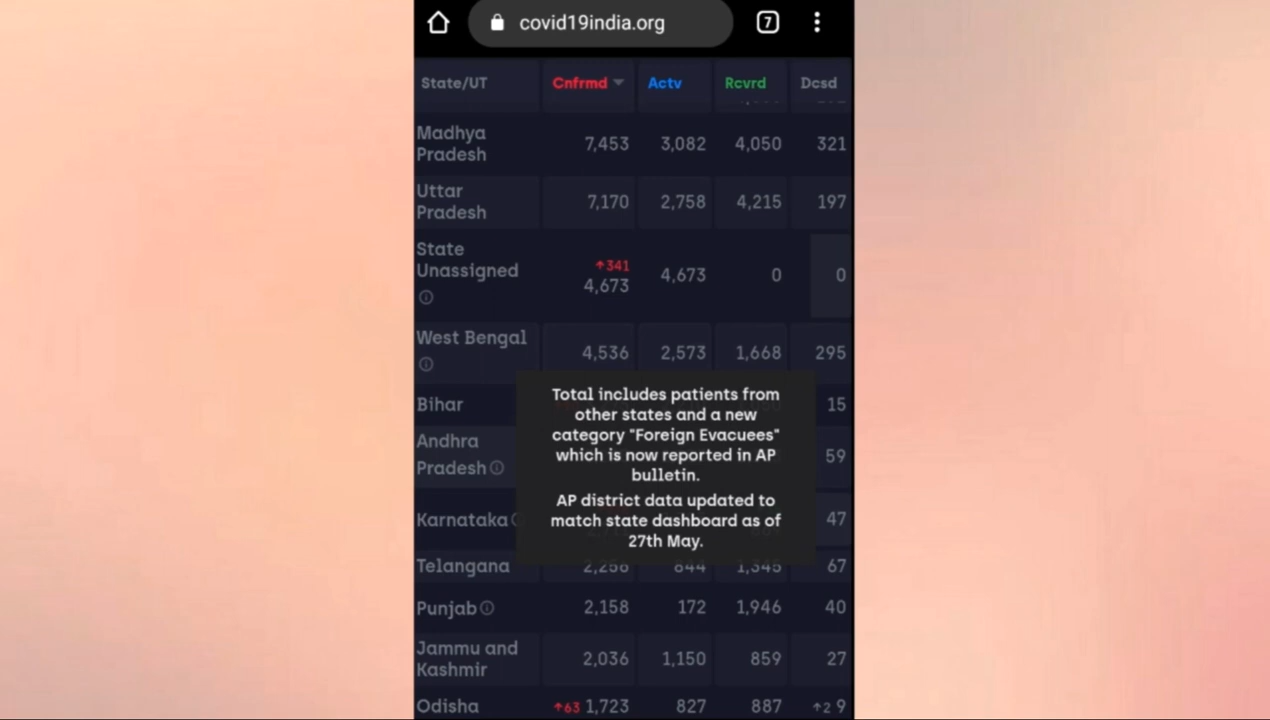 covid19india.org
7
State/UT Cnfrmd Actv Rcvrd Dcsd
Madhya
Pradesh
7,453 3,082 4,050 321
Uttar
Pradesh
7,170 2,758 4,215 197
State
Unassigned
↑341
4,673 4,673 0 0
West Bengal
4,536 2,573 1,668 295
Bihar 15
Andhra
Pradesh
59
Karnataka 47
Total includes patients from
other states and a new
category "Foreign Evacuees"
which is now reported in AP
bulletin.
AP district data updated to
match state dashboard as of
27th May.
Telangana 2,256 844 1,345 67
Punjab 2,158 172 1,946 40
Jammu and
Kashmir
2,036 1,150 859 27
Odisha ↑63 1,723 827 887 ↑2 9